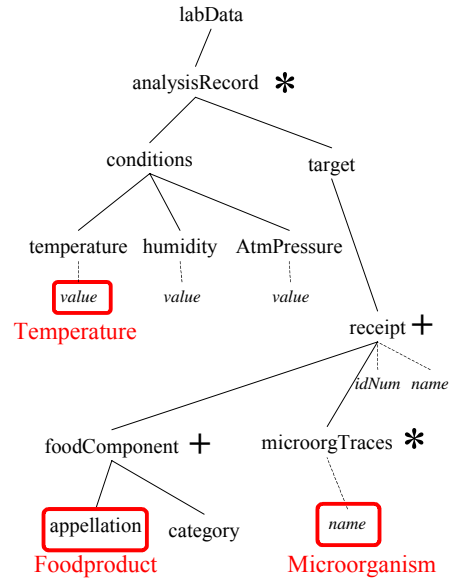 labData
analysisRecord *
conditions target
temperature humidity AtmPressure
value value value
Temperature
receipt +
idNum name
foodComponent + microorgTraces *
appellation category name
Foodproduct Microorganism